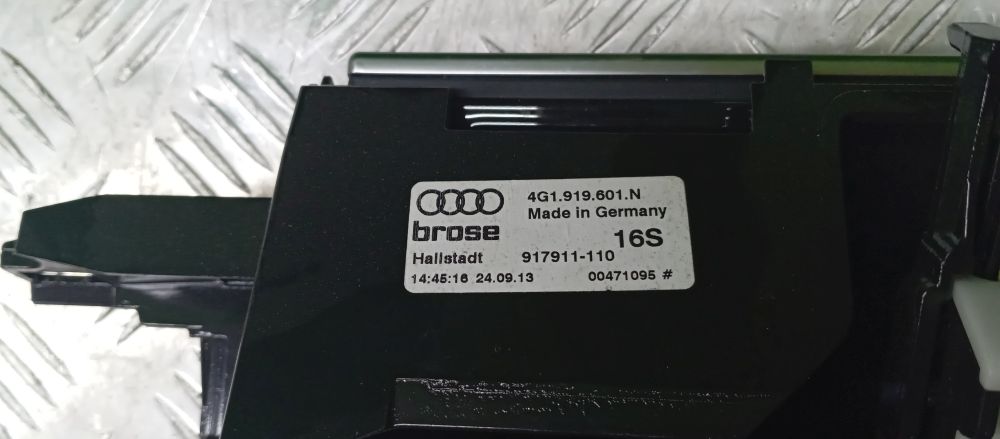 4G1.919.601.N
Made in Germany
brose 16S
Hallstadt 917911-110
14:45:16 24.09.13 00471095 #